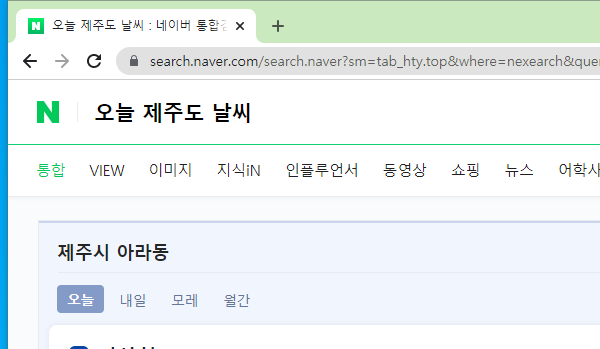 오늘 제주도 날씨 : 네이버 통합검
search.naver.com/search.naver?sm=tab_hty.top&where=nexearch&quer
N 오늘 제주도 날씨
통합 VIEW 이미지 지식iN 인플루언서 동영상 쇼핑 뉴스 어학사
제주시 아라동
오늘 내일 모레 월간